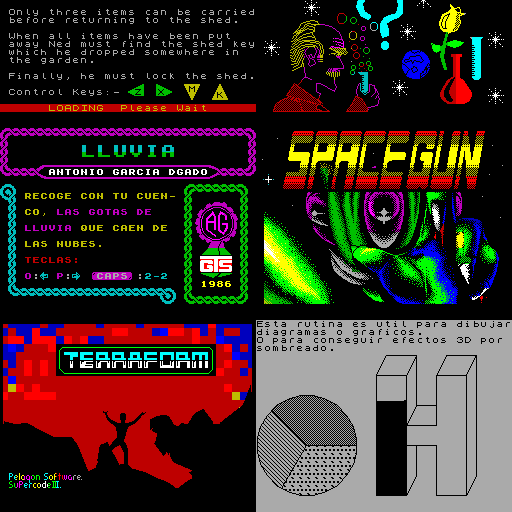 Only three items can be carried
before returning to the shed.
When all items have been put
away Ned must find the shed key
which he dropped somewhere in
the garden.
Finally, he must lock the shed.
Control Keys:- Z X M K
LOADING Please Wait
?
LLUVIA
ANTONIO GARCIA DGADO
RECOGE CON TU CUEN-
CO, LAS GOTAS DE
LLUVIA QUE CAEN DE
LAS NUBES.
TECLAS:
O:← P:→ CAPS :2-2
AG
GTS
1986
SPACEGUN
TERRAFORM
Pelagon Software.
SuPercodeIII.
Esta rutina es util para dibujar
diagramas o graficos.
O para conseguir efectos 3D por
sombreado.